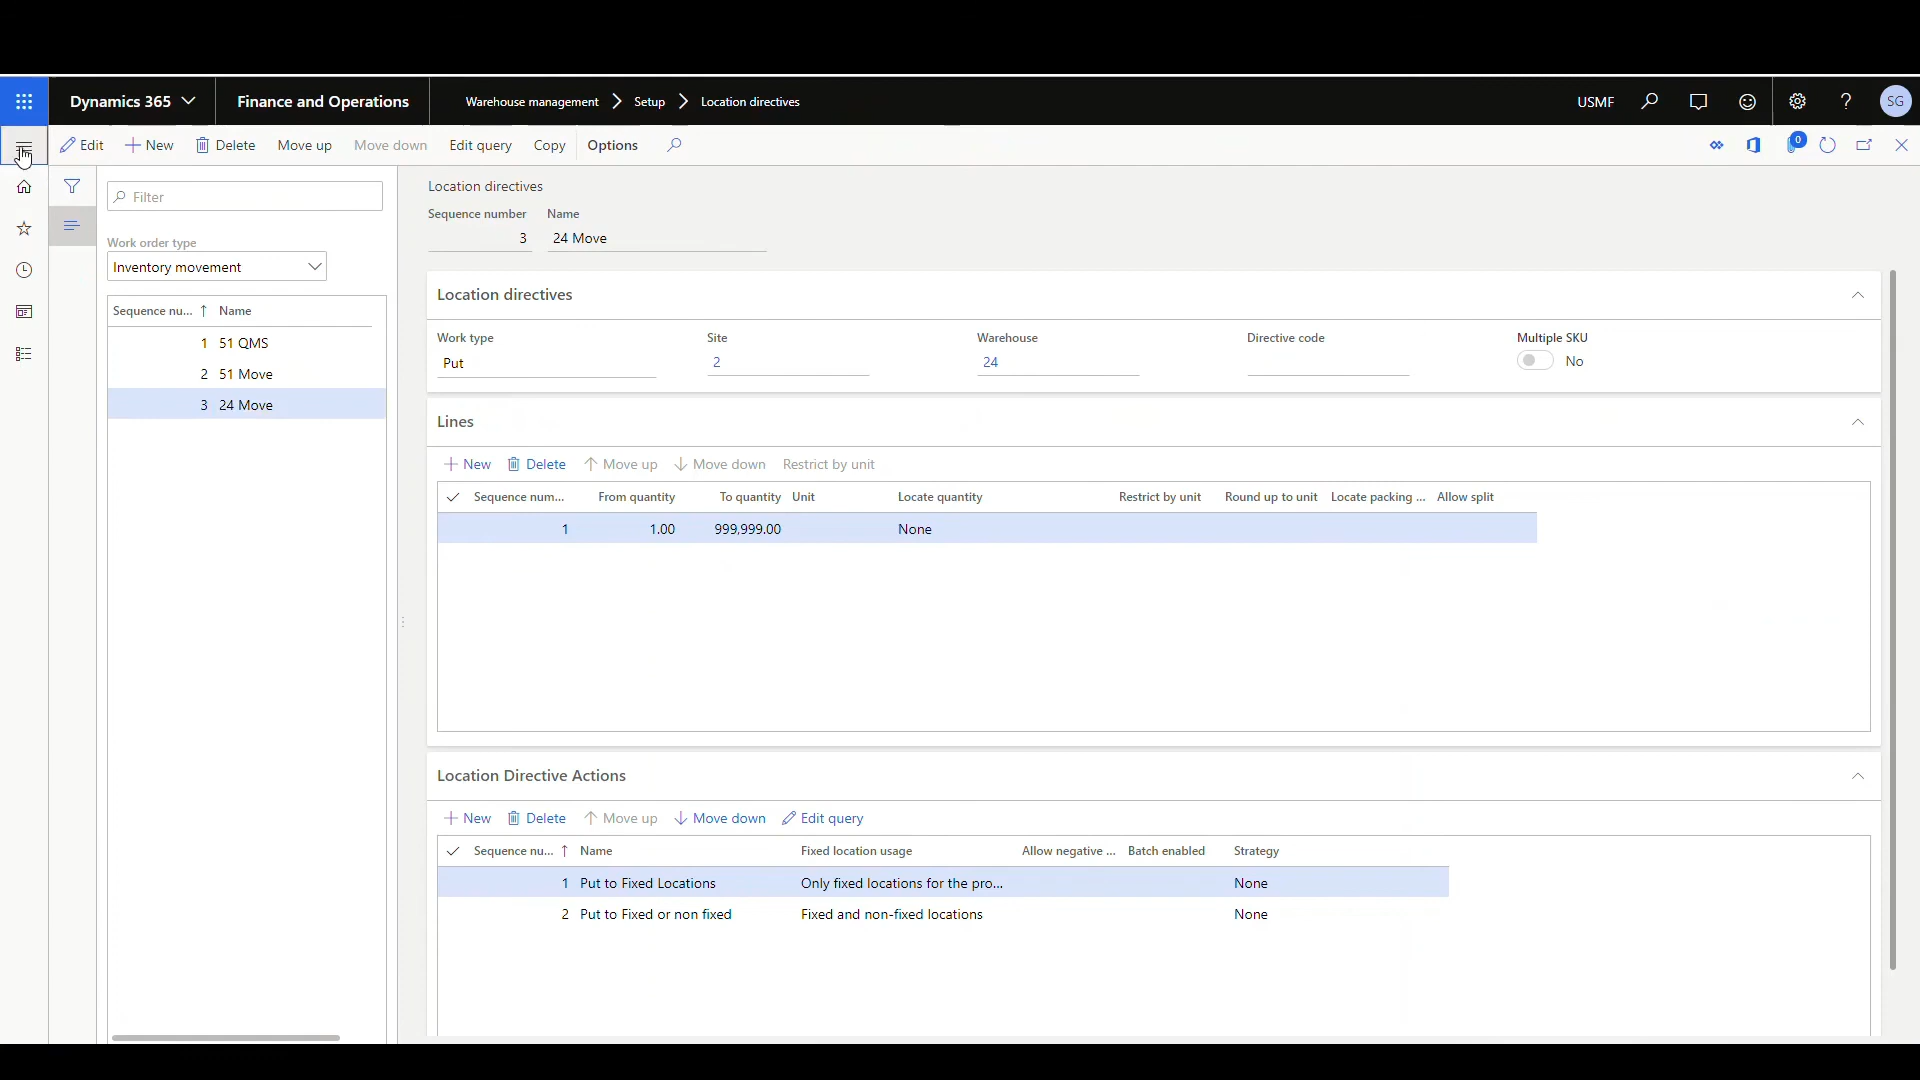 Dynamics 365 Finance and Operations Warehouse management Setup Location directives USMF ? SG
Edit New Delete Move up Move down Edit query Copy Options 0
Filter
Work order type
Inventory movement
Sequence nu... Name
1 51 QMS
2 51 Move
3 24 Move
Location directives
Sequence number Name
3 24 Move
Location directives
Work type Site Warehouse Directive code Multiple SKU
Put 2 24 No
Lines
New Delete Move up Move down Restrict by unit
Sequence num... From quantity To quantity Unit Locate quantity Restrict by unit Round up to unit Locate packing ... Allow split
1 1.00 999,999.00 None
Location Directive Actions
New Delete Move up Move down Edit query
Sequence nu... Name Fixed location usage Allow negative ... Batch enabled Strategy
1 Put to Fixed Locations Only fixed locations for the pro... None
2 Put to Fixed or non fixed Fixed and non-fixed locations None